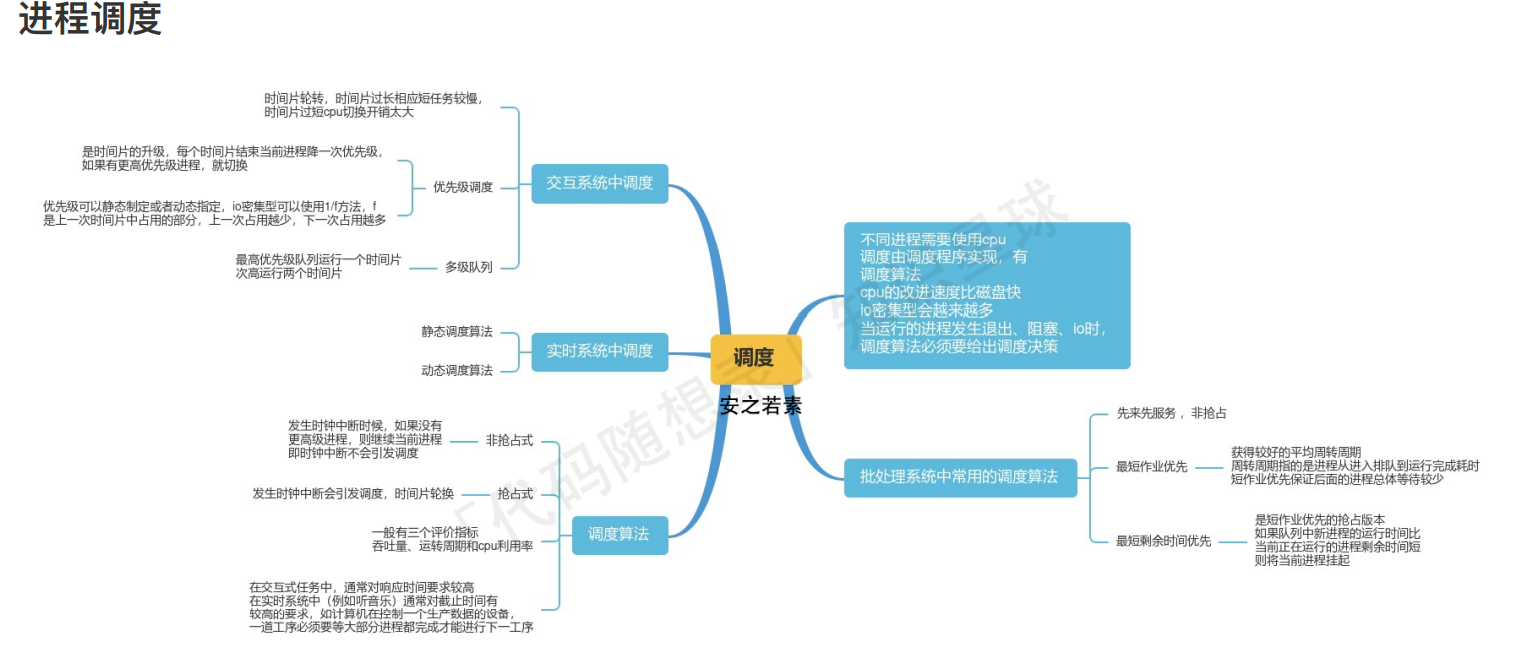 进程调度
时间片轮转，时间片过长相应短任务较慢，
时间片过短cpu切换开销太大
是时间片的升级，每个时间片结束当前进程降一次优先级，
如果有更高优先级进程，就切换
优先级调度
优先级可以静态制定或者动态指定，io密集型可以使用1/f方法，f
是上一次时间片中占用的部分，上一次占用越少，下一次占用越多
最高优先级队列运行一个时间片
次高运行两个时间片
多级队列
交互系统中调度
静态调度算法
动态调度算法
实时系统中调度
发生时钟中断时候，如果没有
更高级进程，则继续当前进程
即时钟中断不会引发调度
非抢占式
发生时钟中断会引发调度，时间片轮换
抢占式
一般有三个评价指标
吞吐量、运转周期和cpu利用率
调度算法
在交互式任务中，通常对响应时间要求较高
在实时系统中（例如听音乐）通常对截止时间有
较高的要求，如计算机在控制一个生产数据的设备，
一道工序必须要等大部分进程都完成才能进行下一工序
调度
安之若素
不同进程需要使用cpu
调度由调度程序实现，有
调度算法
cpu的改进速度比磁盘快
io密集型会越来越多
当运行的进程发生退出、阻塞、io时，
调度算法必须要给出调度决策
批处理系统中常用的调度算法
先来先服务 ，非抢占
最短作业优先
获得较好的平均周转周期
周转周期指的是进程从进入排队到运行完成耗时
短作业优先保证后面的进程总体等待较少
最短剩余时间优先
是短作业优先的抢占版本
如果队列中新进程的运行时间比
当前正在运行的进程剩余时间短
则将当前进程挂起
「代码随想录」知识星球